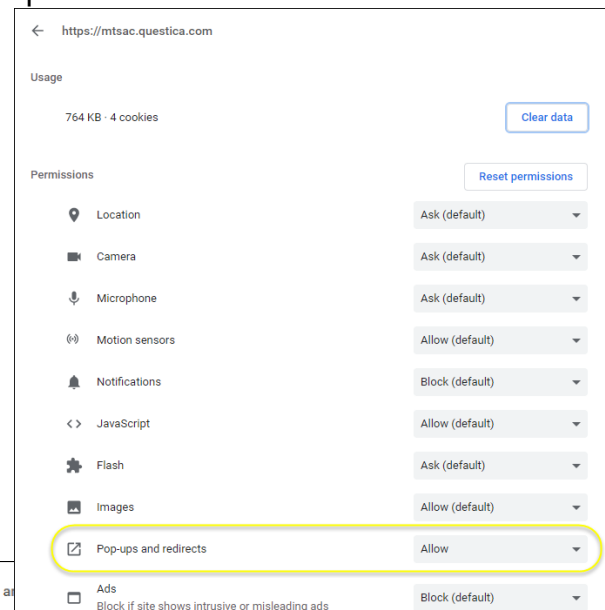 https://mtsac.questica.com
Usage
764 KB · 4 cookies
Clear data
Permissions
Reset permissions
Location
Ask (default)
Camera
Ask (default)
Microphone
Ask (default)
Motion sensors
Allow (default)
Notifications
Block (default)
JavaScript
Allow (default)
Flash
Ask (default)
Images
Allow (default)
Pop-ups and redirects
Allow
Ads
Block if site shows intrusive or misleading ads
Block (default)